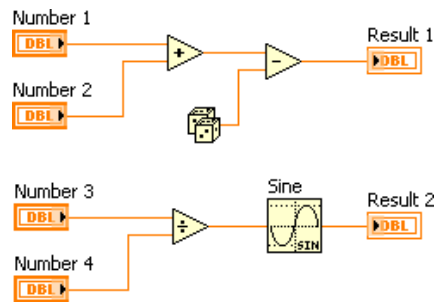 Number 1
DBL
Number 2
DBL
+
-
Result 1
DBL
Number 3
DBL
Number 4
DBL
÷
Sine
SIN
Result 2
DBL